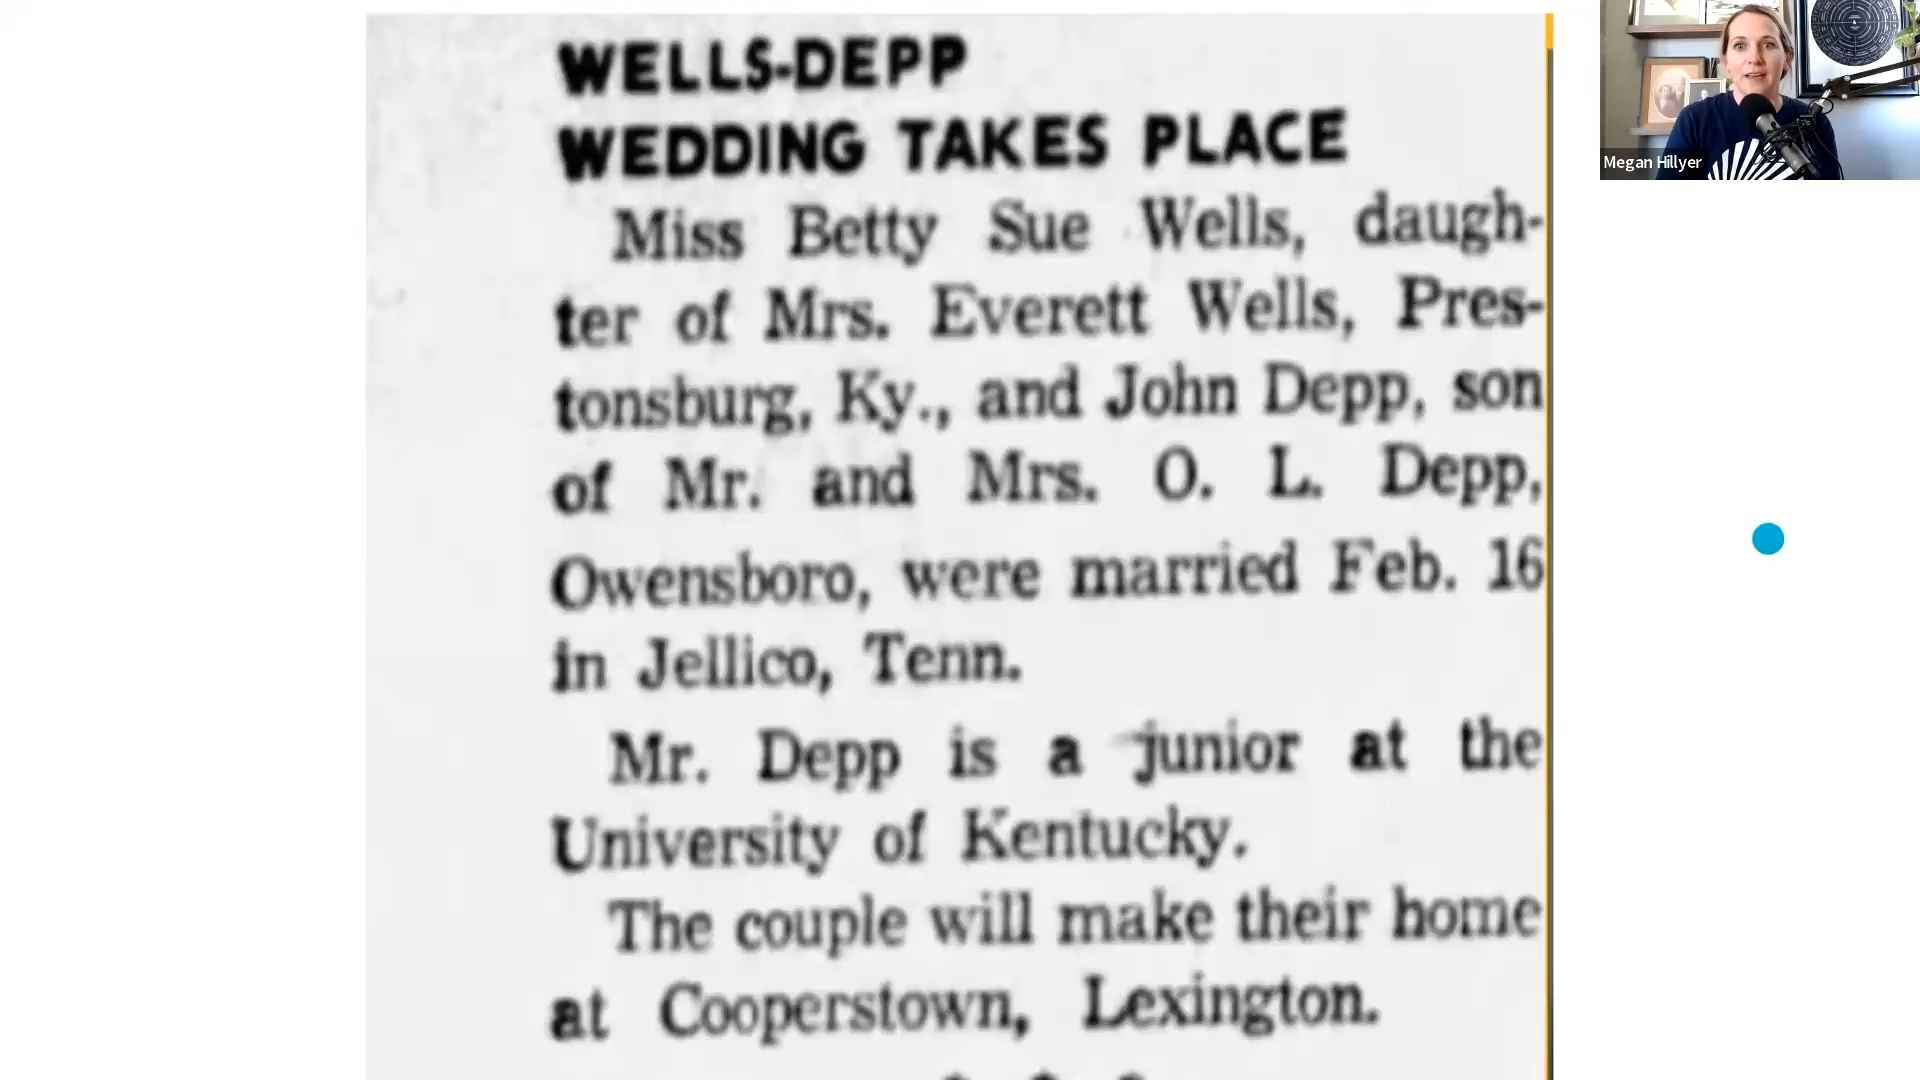 WELLS-DEPP
WEDDING TAKES PLACE
Miss Betty Sue Wells, daugh-
ter of Mrs. Everett Wells, Pres-
tonsburg, Ky., and John Depp, son
of Mr. and Mrs. O. L. Depp,
Owensboro, were married Feb. 16
in Jellico, Tenn.
Mr. Depp is a junior at the
University of Kentucky.
The couple will make their home
at Cooperstown, Lexington.
Megan Hillyer